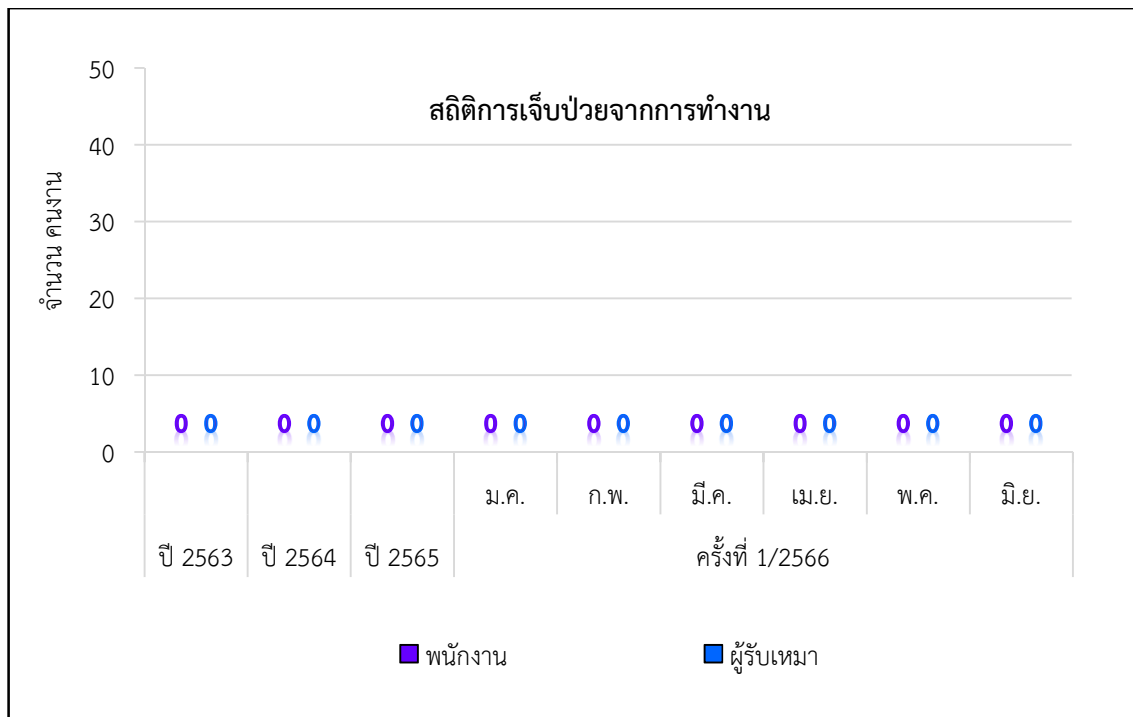 สถิติการเจ็บป่วยจากการทำงาน
จำนวน คนงาน
50
40
30
20
10
0
0 0 0 0 0 0 0 0 0 0 0 0 0 0 0 0 0 0
ม.ค. ก.พ. มี.ค. เม.ย. พ.ค. มิ.ย.
ปี 2563 ปี 2564 ปี 2565 ครั้งที่ 1/2566
พนักงาน ผู้รับเหมา